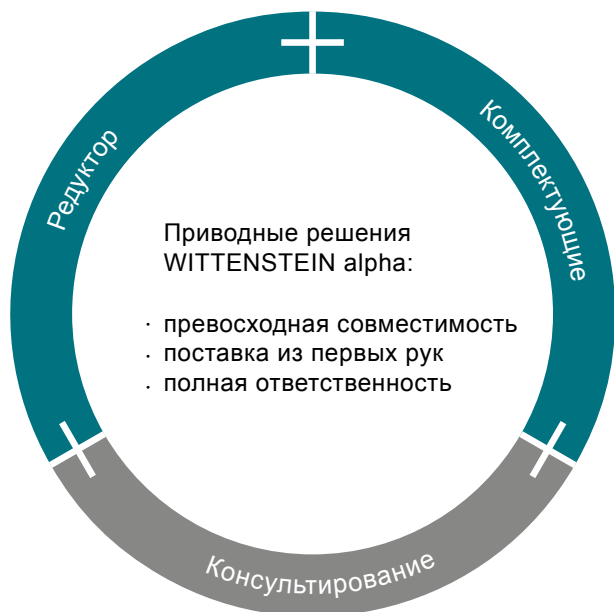 Редуктор
Комплектующие
Приводные решения
WITTENSTEIN alpha:
· превосходная совместимость
· поставка из первых рук
· полная ответственность
Консультирование